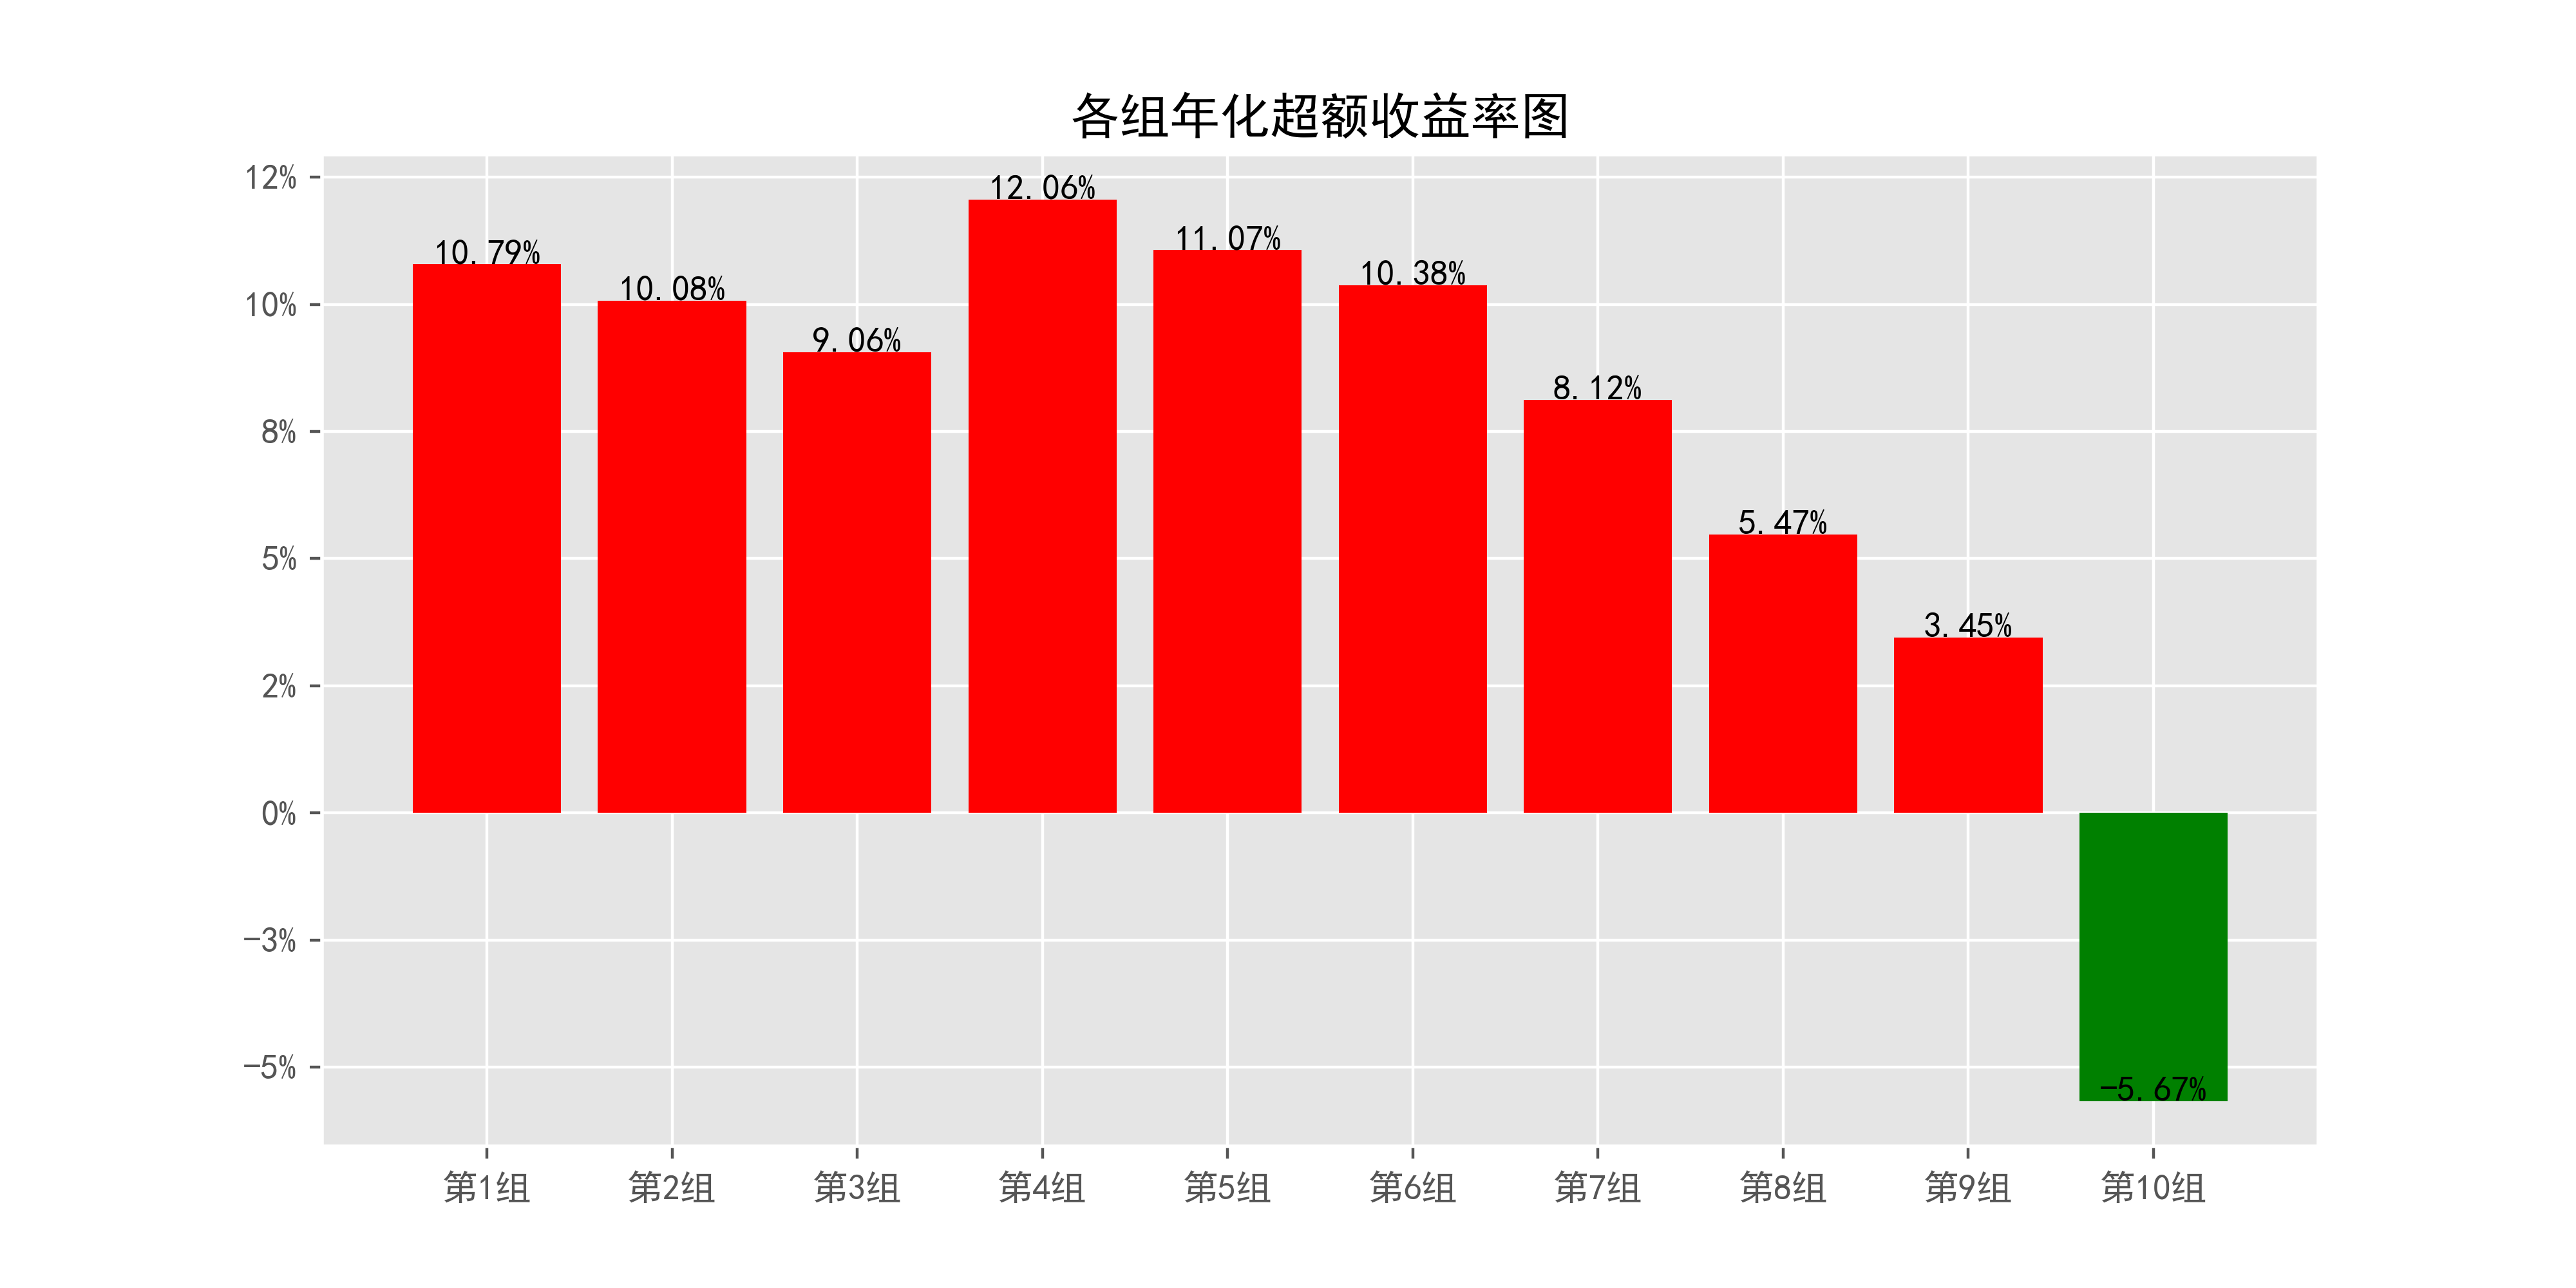 各组年化超额收益率图
12%
10%
8%
5%
2%
0%
−3%
−5%
10.79%
10.08%
9.06%
12.06%
11.07%
10.38%
8.12%
5.47%
3.45%
−5.67%
第1组
第2组
第3组
第4组
第5组
第6组
第7组
第8组
第9组
第10组